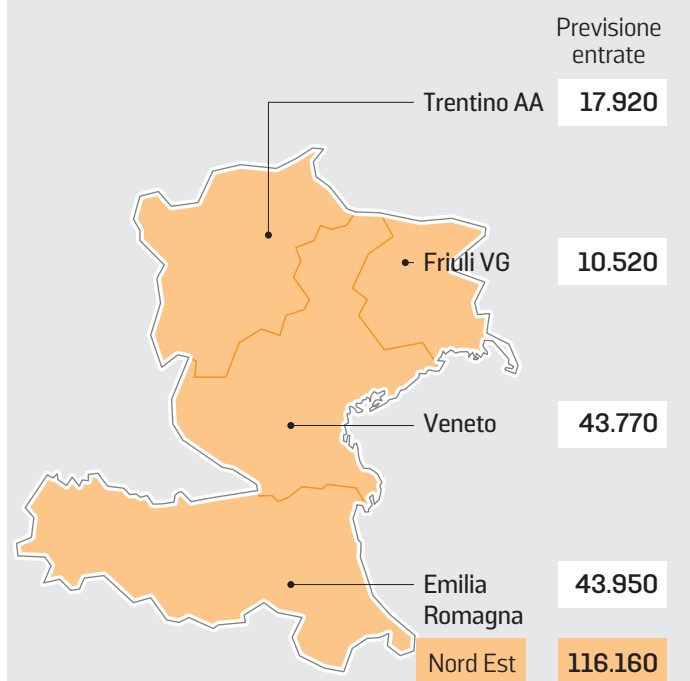 Previsione
entrate
Trentino AA 17.920
Friuli VG 10.520
Veneto 43.770
Emilia 43.950
Romagna
Nord Est 116.160